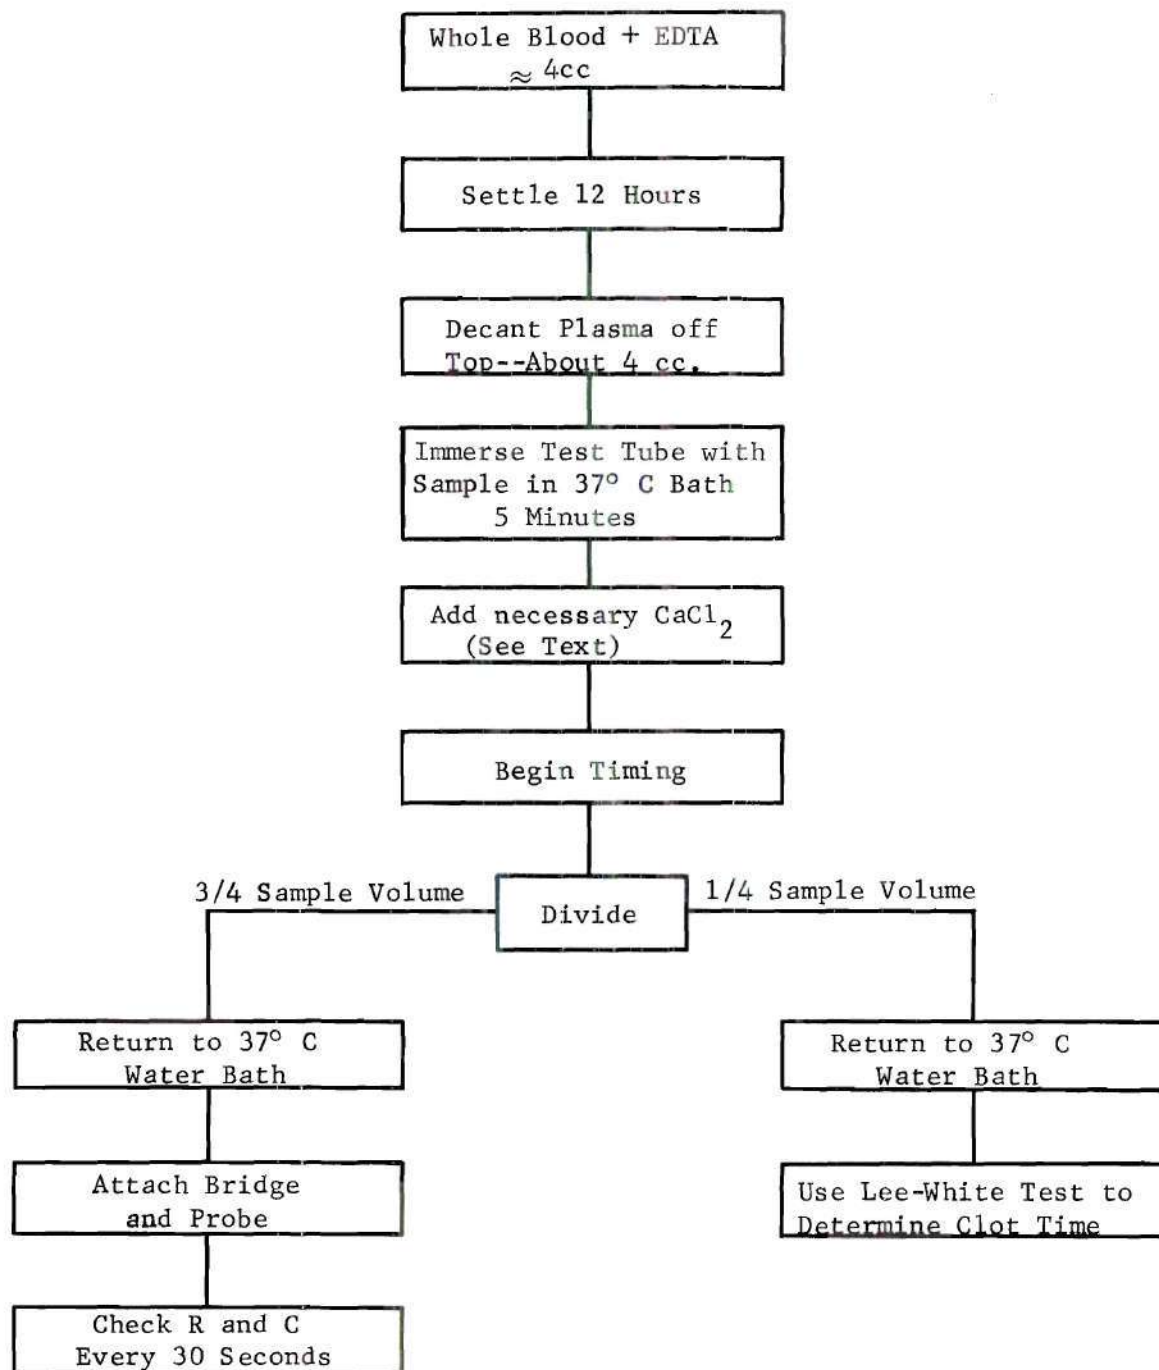 Whole Blood + EDTA
≈ 4cc
Settle 12 Hours
Decant Plasma off
Top--About 4 cc.
Immerse Test Tube with
Sample in 37° C Bath
5 Minutes
Add necessary CaCl2
(See Text)
Begin Timing
3/4 Sample Volume
Divide
1/4 Sample Volume
Return to 37° C
Water Bath
Attach Bridge
and Probe
Check R and C
Every 30 Seconds
Return to 37° C
Water Bath
Use Lee-White Test to
Determine Clot Time